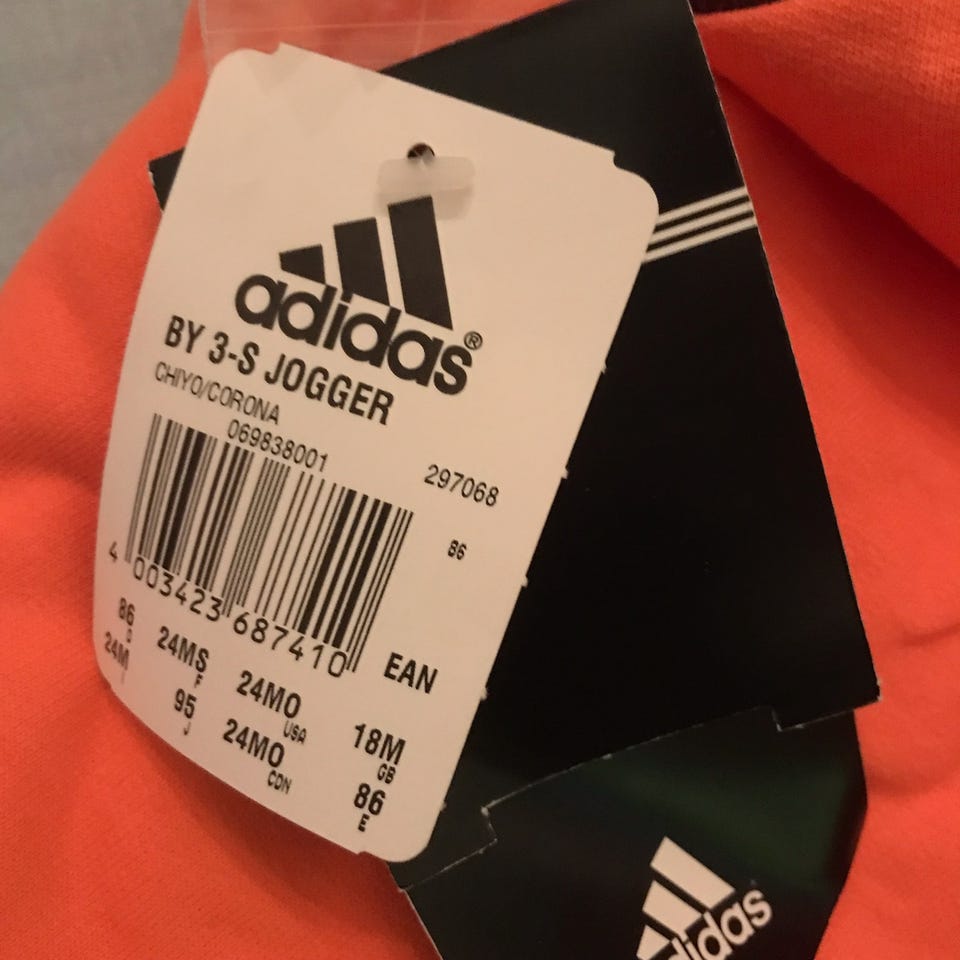 adidas®
BY 3-S JOGGER
CHIYO/CORONA
069838001
297068
86
4 003423 687410
EAN
86 D
24MS F
24MO USA
18M GB
24M I
95 J
24MO CDN
86 E
adidas